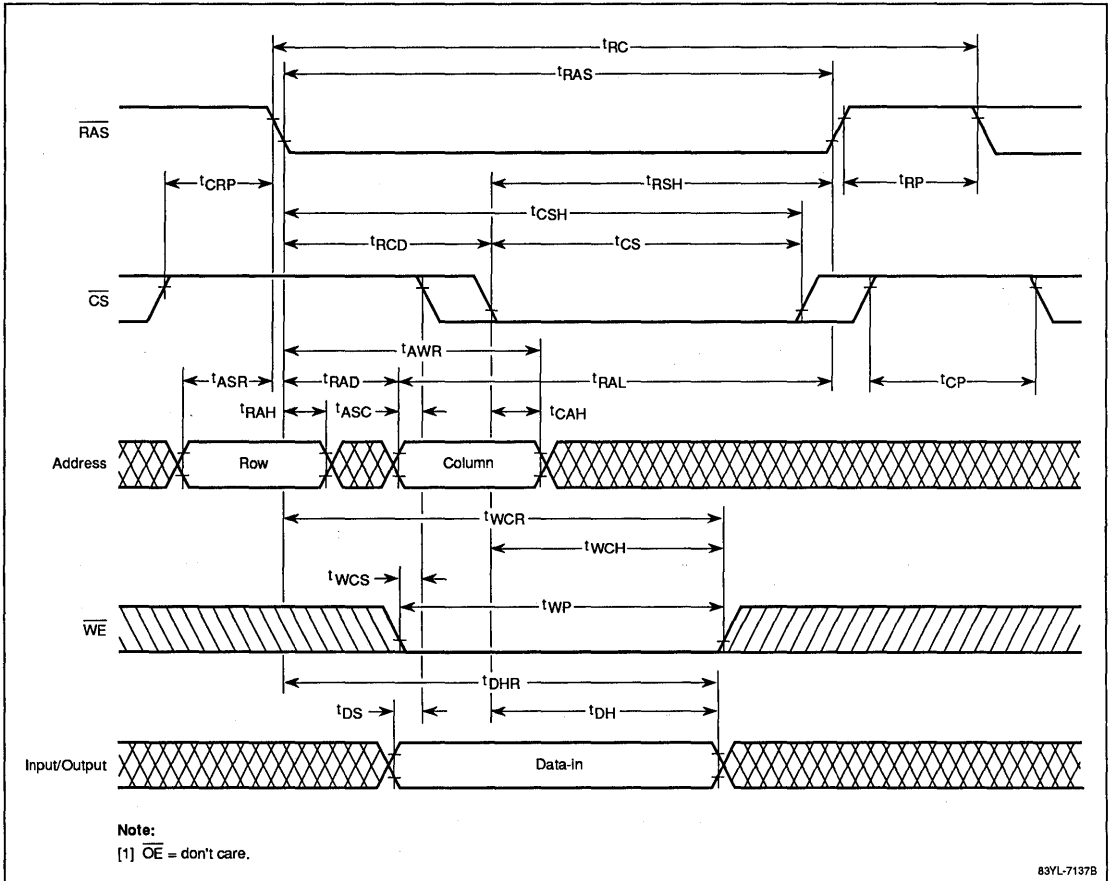 tRC
tRAS
RAS
tCRP
tRSH
tRP
tCSH
tRCD
tCS
CS
tAWR
tASR
tRAD
tRAL
tCP
tRAH
tASC
tCAH
Address
Row
Column
tWCR
tWCH
tWCS
tWP
WE
tDHR
tDS
tDH
Input/Output
Data-in
Note:
[1] OE = don't care.
83YL-7137B